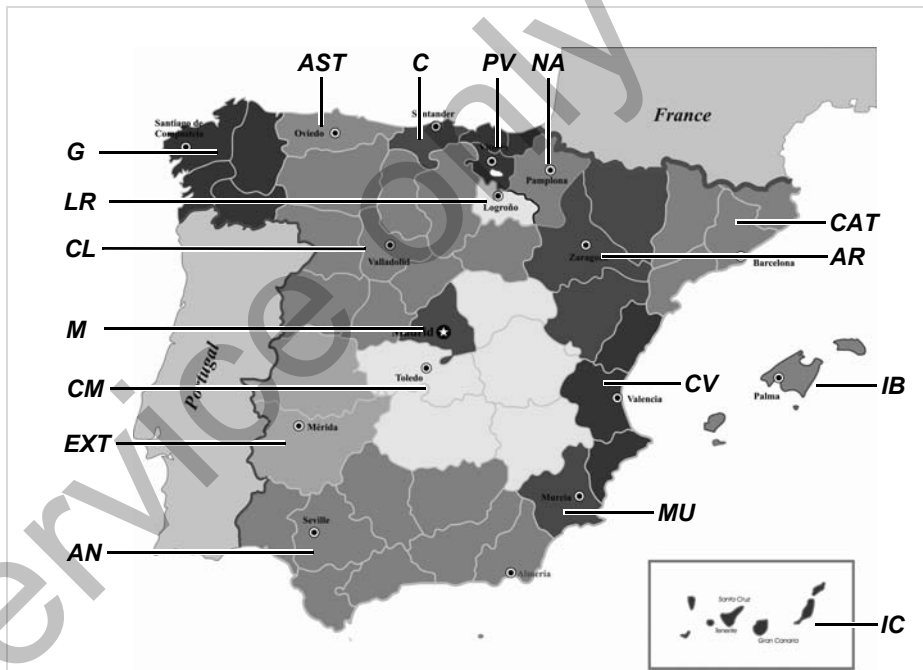 AST C PV NA
France
Santander
Santiago de
Compostela
Oviedo
G
Pamplona
LR
Logroño
CAT
CL
Valladolid
AR
Barcelona
M
Madrid
Portugal
Toledo
CM
CV
Palma
IB
Valencia
EXT
Mérida
Murcia
MU
Seville
AN
Almería
Santa Cruz
Tenerife
Gran Canaria
IC
service only